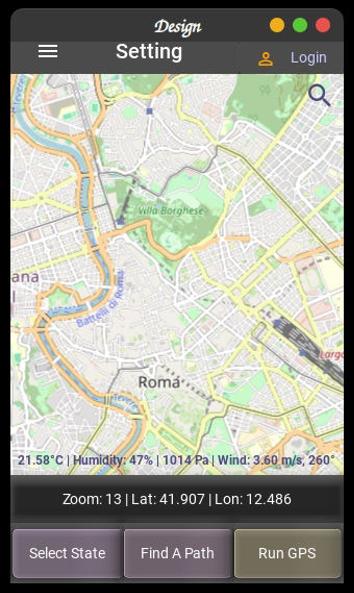 Design
Setting
Login
Villa Borghese
ana
Battelli di Roma
Roma
21.58°C | Humidity: 47% | 1014 Pa | Wind: 3.60 m/s, 260°
Zoom: 13 | Lat: 41.907 | Lon: 12.486
Select State
Find A Path
Run GPS